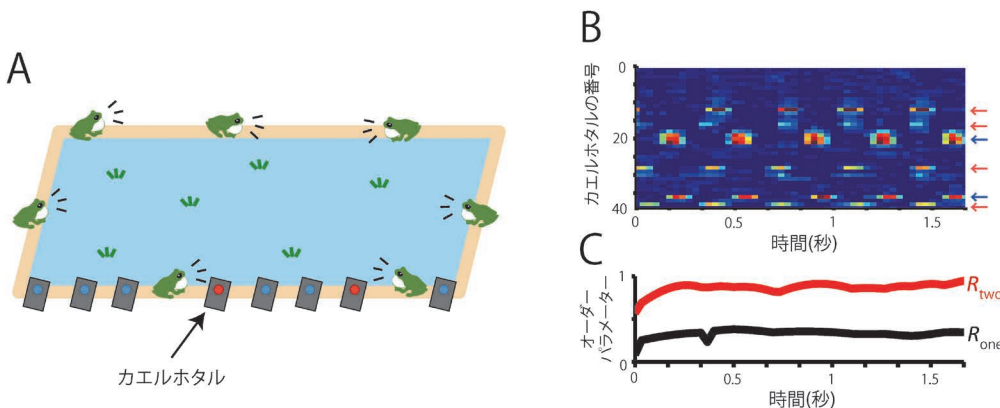 A
カエルホタル
B
カエルホタルの番号
0
20
40
0
0.5
1
1.5
時間(秒)
C
オーダー
パラメーター
1
0
R two
R one
0
0.5
1
1.5
時間(秒)